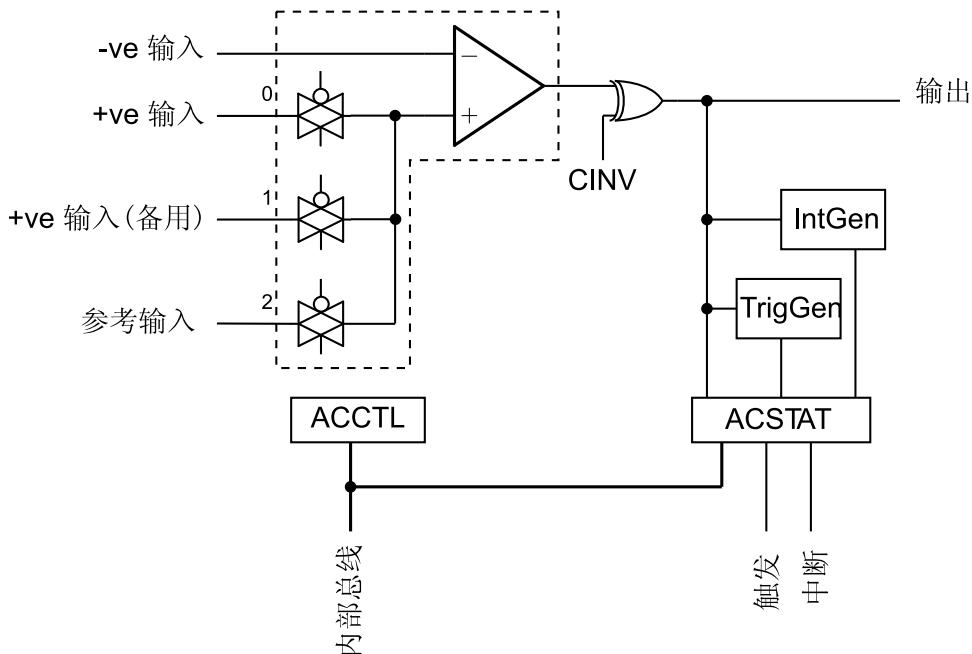 -ve 输入
0
+ve 输入
输出
CINV
1
+ve 输入(备用)
IntGen
2
参考输入
TrigGen
ACCTL
ACSTAT
内部总线
触发
中断